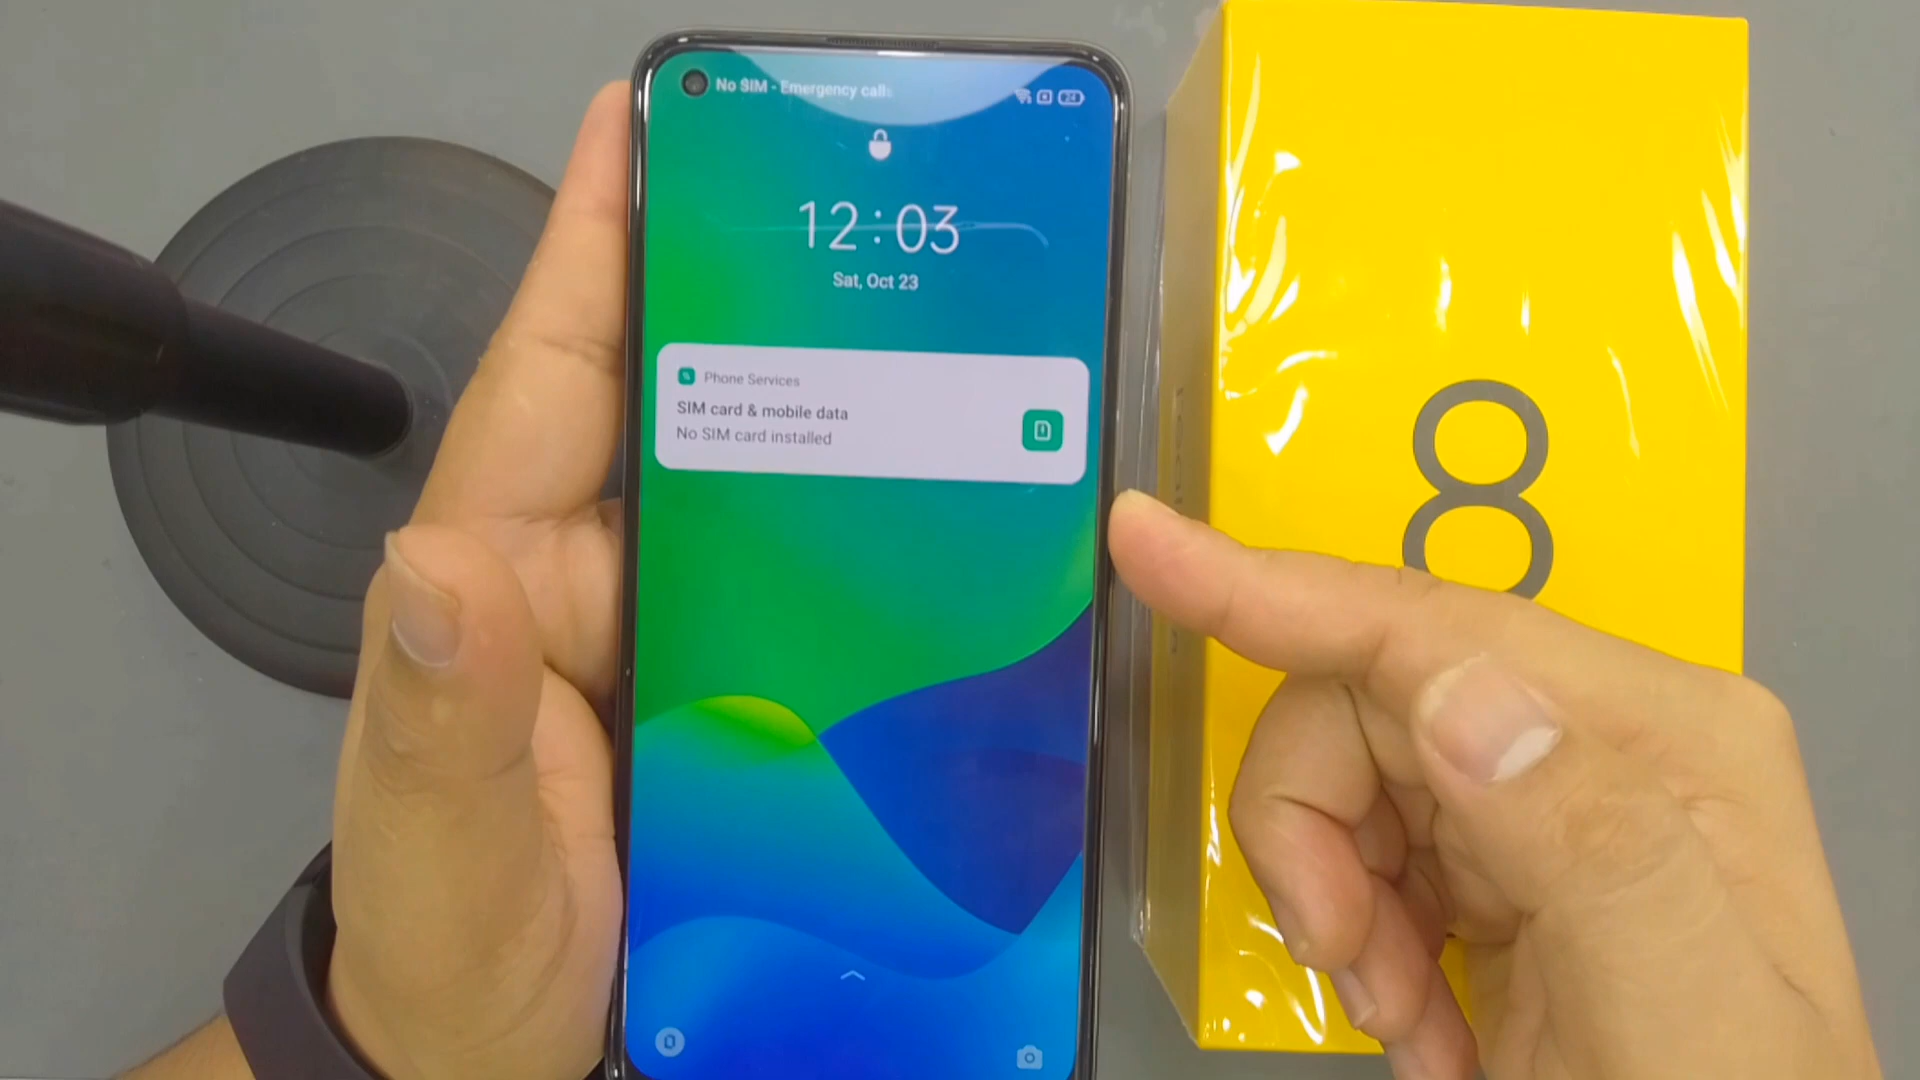 No SIM - Emergency calls
24
12:03
Sat, Oct 23
Phone Services
SIM card & mobile data
No SIM card installed
8